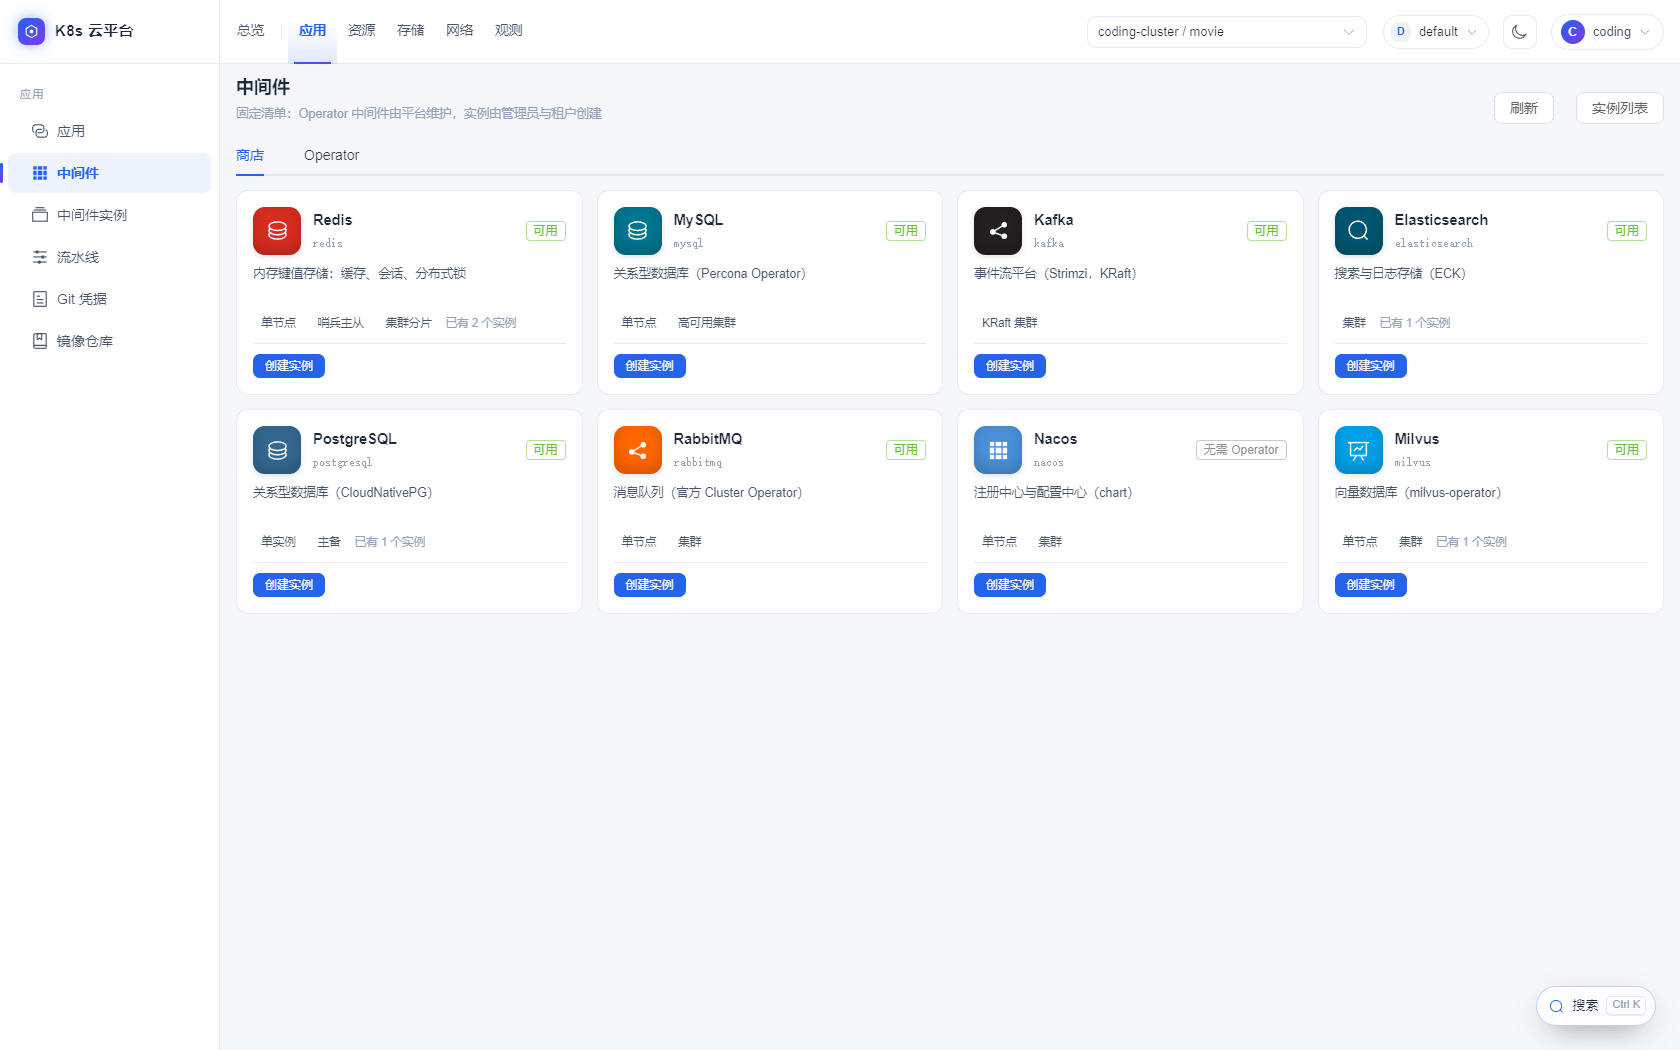 K8s 云平台
总览
应用
资源
存储
网络
观测
coding-cluster / movie
D
default
C
coding
应用
应用
中间件
中间件实例
流水线
Git 凭据
镜像仓库
中间件
固定清单：Operator 中间件由平台维护，实例由管理员与租户创建
刷新
实例列表
商店
Operator
Redis
redis
可用
内存键值存储：缓存、会话、分布式锁
单节点 哨兵主从 集群分片 已有 2 个实例
创建实例
MySQL
mysql
可用
关系型数据库（Percona Operator）
单节点 高可用集群
创建实例
Kafka
kafka
可用
事件流平台（Strimzi，KRaft）
KRaft 集群
创建实例
Elasticsearch
elasticsearch
可用
搜索与日志存储（ECK）
集群 已有 1 个实例
创建实例
PostgreSQL
postgresql
可用
关系型数据库（CloudNativePG）
单实例 主备 已有 1 个实例
创建实例
RabbitMQ
rabbitmq
可用
消息队列（官方 Cluster Operator）
单节点 集群
创建实例
Nacos
nacos
无需 Operator
注册中心与配置中心（chart）
单节点 集群
创建实例
Milvus
milvus
可用
向量数据库（milvus-operator）
单节点 集群 已有 1 个实例
创建实例
搜索 Ctrl K